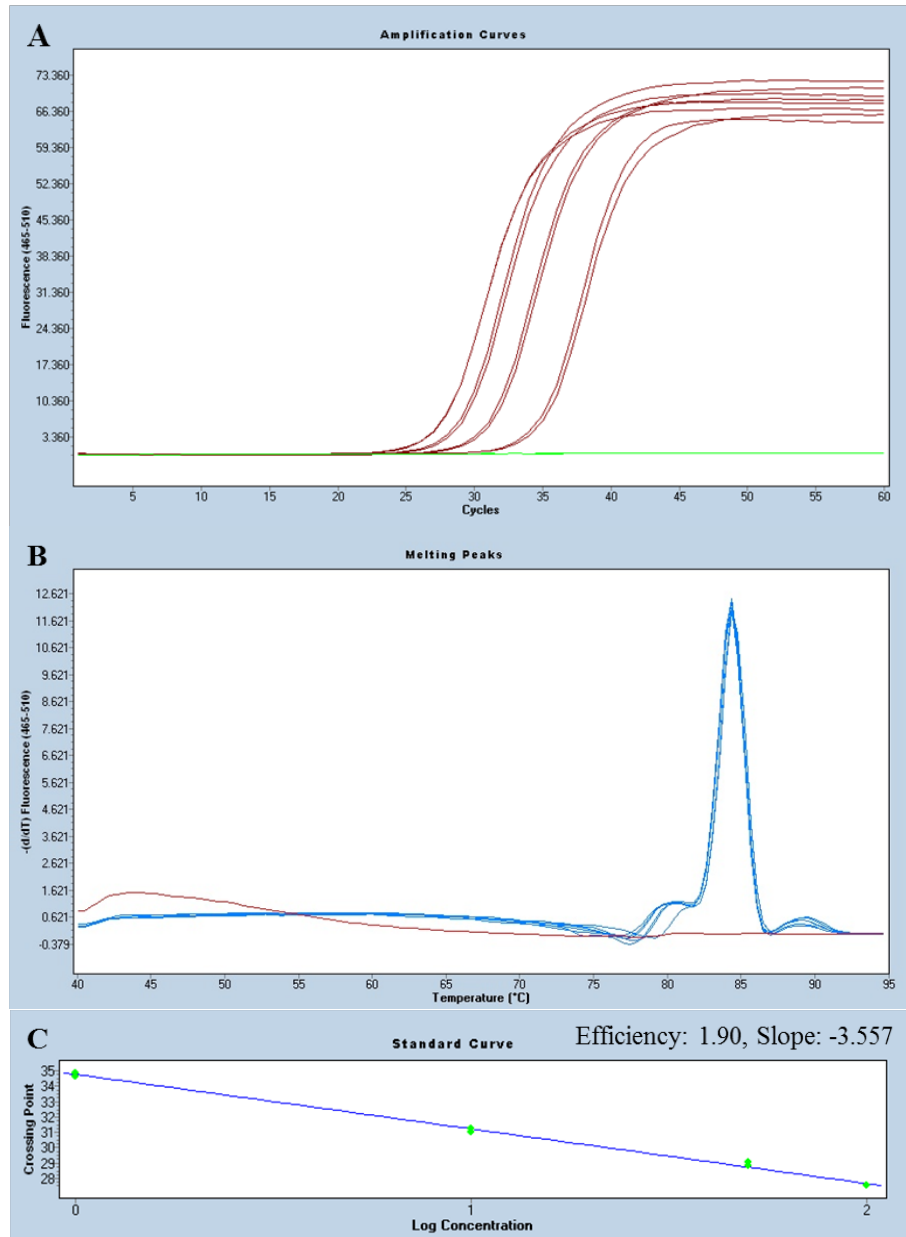 A
Amplification Curves
Fluorescence (465-510)
73.360
66.360
59.360
52.360
45.360
38.360
31.360
24.360
17.360
10.360
3.360
5 10 15 20 25 30 35 40 45 50 55 60
Cycles
B
Melting Peaks
-(d/dT) Fluorescence (465-510)
12.621
11.621
10.621
9.621
8.621
7.621
6.621
5.621
4.621
3.621
2.621
1.621
0.621
-0.379
40 45 50 55 60 65 70 75 80 85 90 95
Temperature (°C)
C
Standard Curve
Efficiency: 1.90, Slope: -3.557
Crossing Point
35
34
33
32
31
30
29
28
0 1 2
Log Concentration